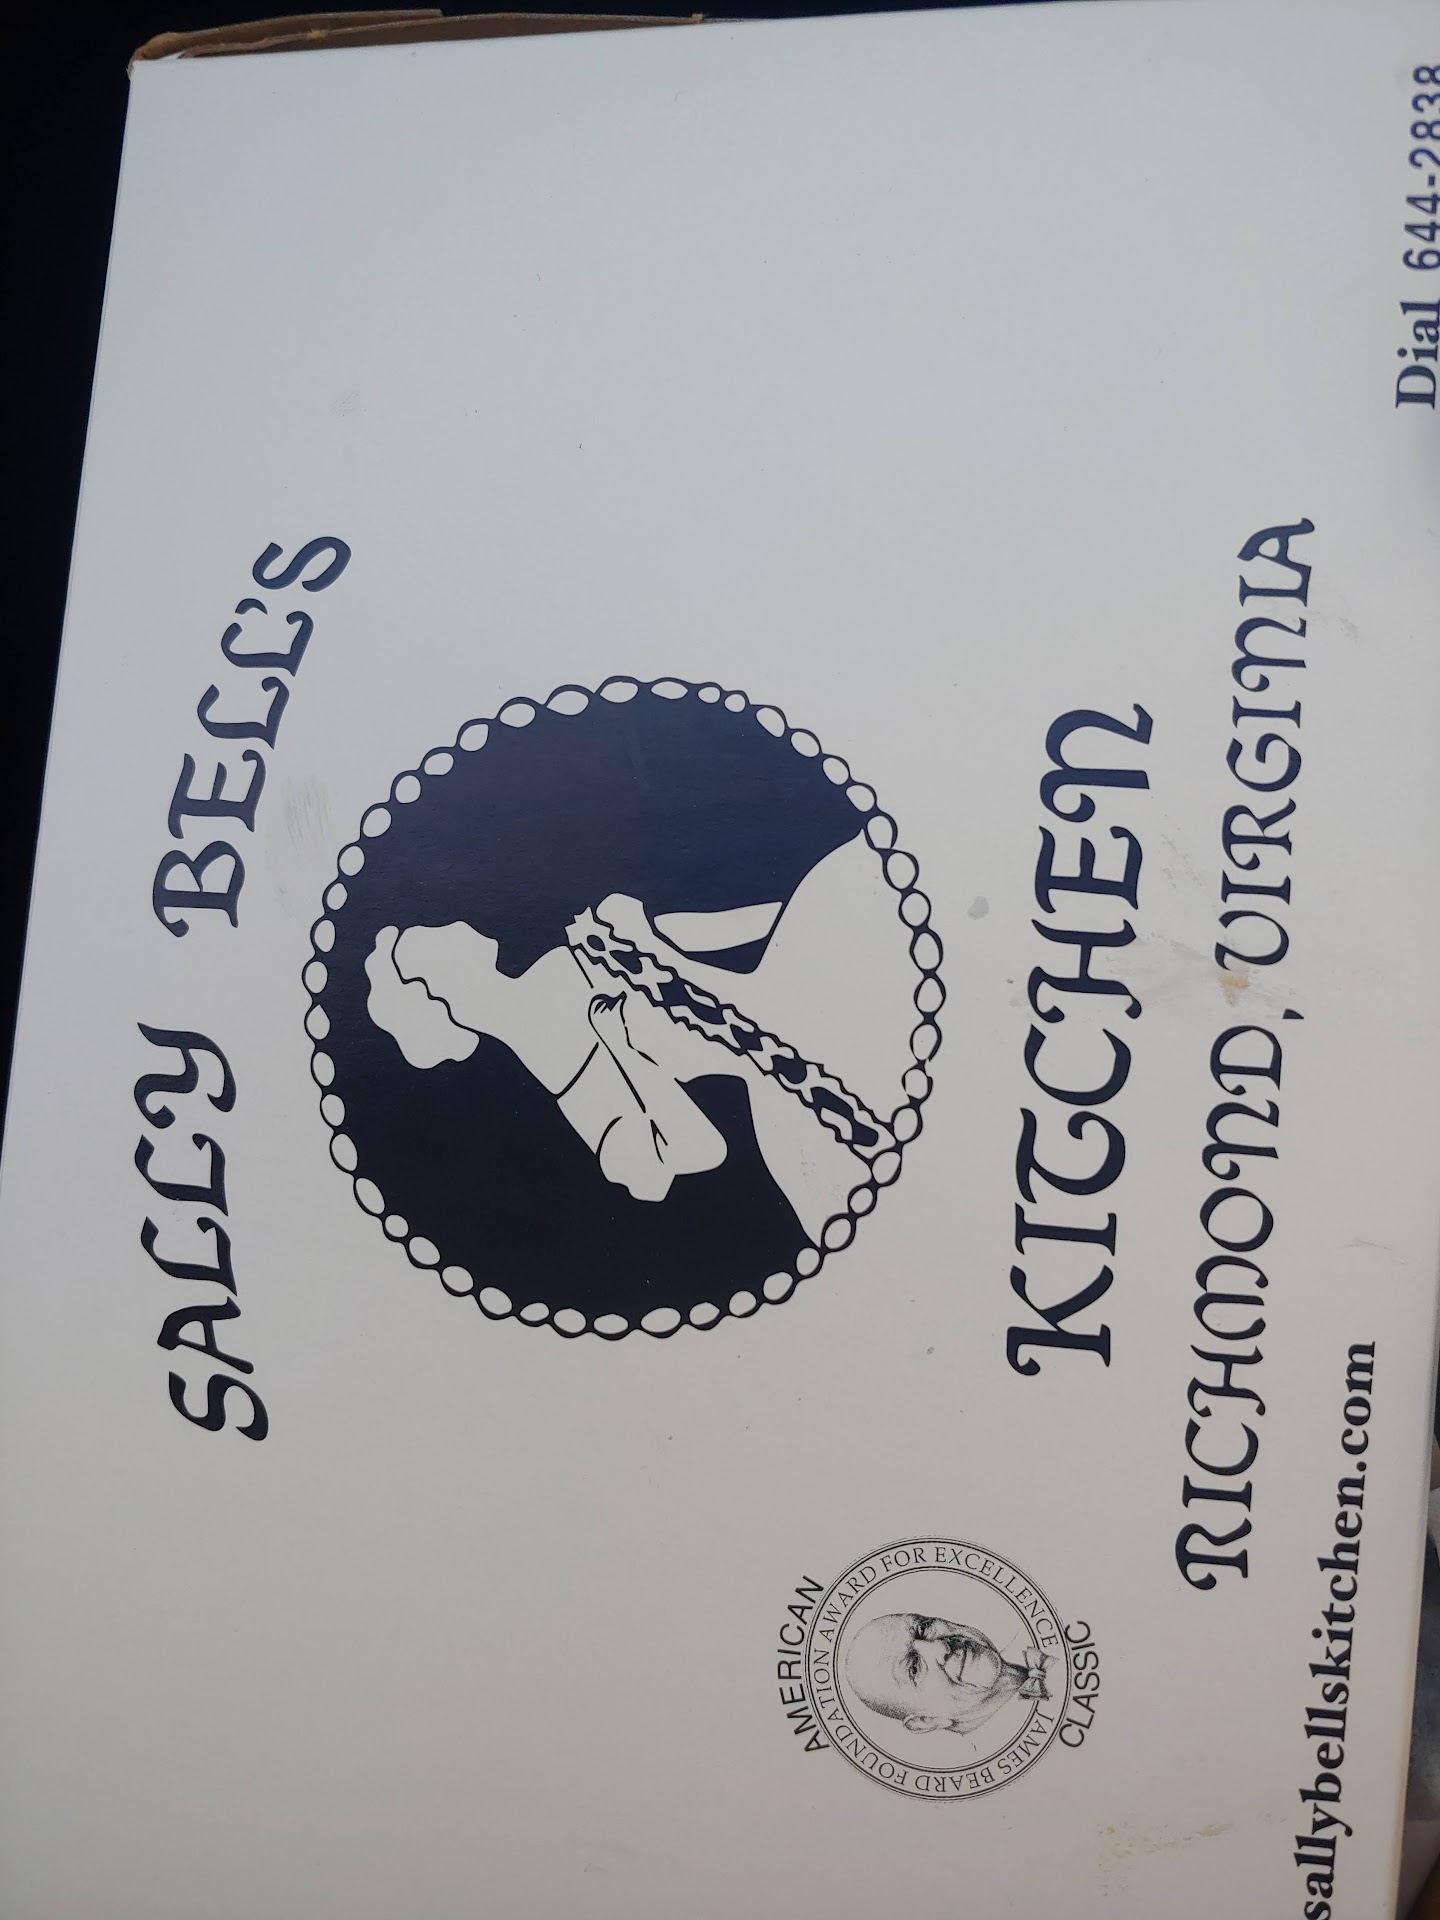 SALLY BELL'S
KITCHEN
RICHMOND, VIRGINIA
AMERICAN
JAMES BEARD FOUNDATION AWARD FOR EXCELLENCE
CLASSIC
sallybellskitchen.com
Dial 644-2838